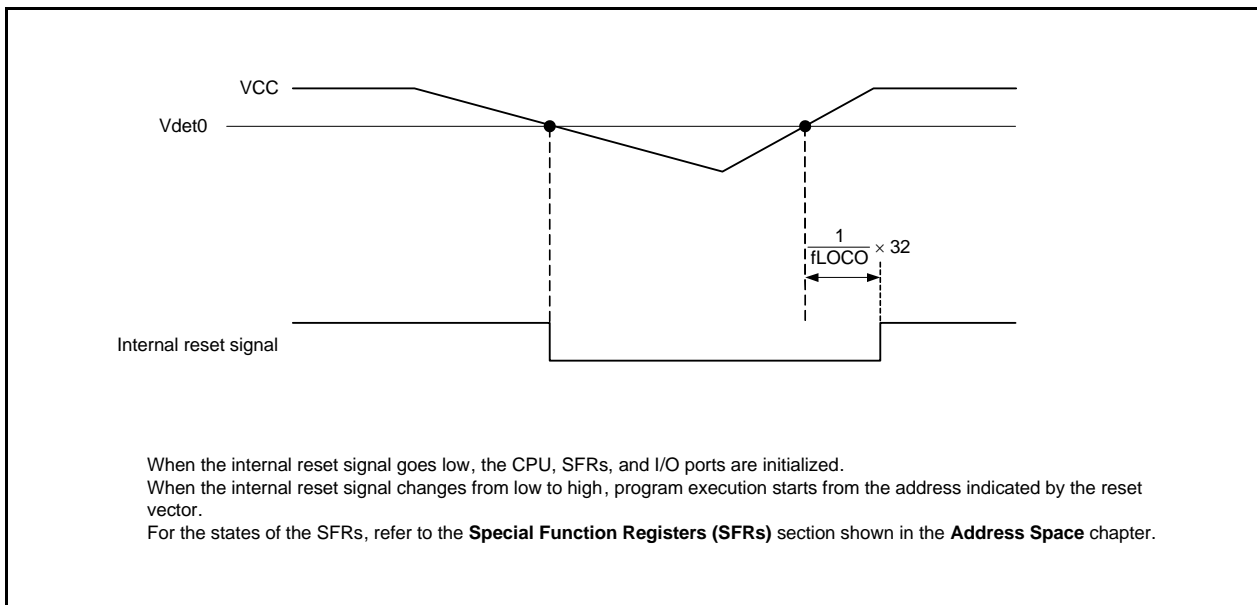 VCC
Vdet0
1
fLOCO × 32
Internal reset signal
When the internal reset signal goes low, the CPU, SFRs, and I/O ports are initialized.
When the internal reset signal changes from low to high, program execution starts from the address indicated by the reset
vector.
For the states of the SFRs, refer to the Special Function Registers (SFRs) section shown in the Address Space chapter.